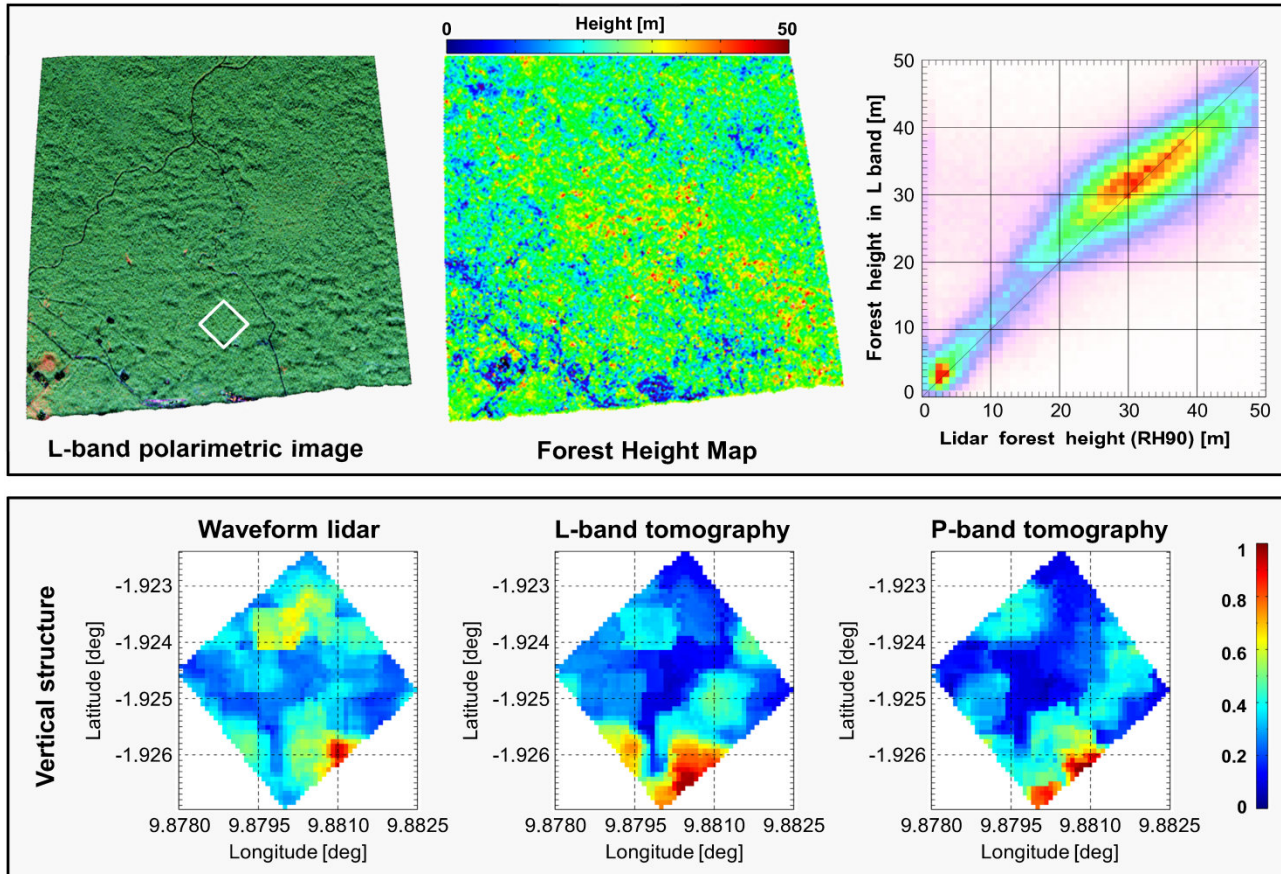 Height [m]
0
50
L-band polarimetric image
Forest Height Map
Forest height in L band [m]
50
40
30
20
10
0
0 10 20 30 40 50
Lidar forest height (RH90) [m]
Vertical structure
Waveform lidar
Latitude [deg]
-1.923
-1.924
-1.925
-1.926
9.8780 9.8795 9.8810 9.8825
Longitude [deg]
L-band tomography
Latitude [deg]
-1.923
-1.924
-1.925
-1.926
9.8780 9.8795 9.8810 9.8825
Longitude [deg]
P-band tomography
Latitude [deg]
-1.923
-1.924
-1.925
-1.926
9.8780 9.8795 9.8810 9.8825
Longitude [deg]
1
0.8
0.6
0.4
0.2
0